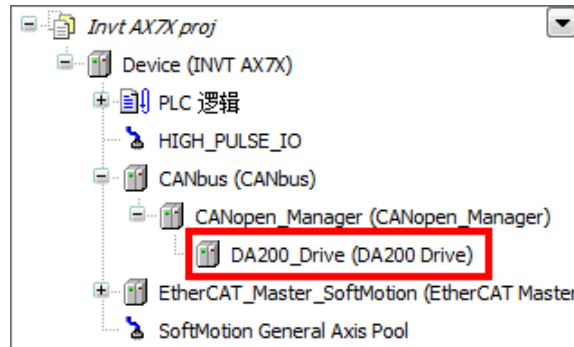 Invt AX7X proj
Device (INVT AX7X)
PLC 逻辑
HIGH_PULSE_IO
CANbus (CANbus)
CANopen_Manager (CANopen_Manager)
DA200_Drive (DA200 Drive)
EtherCAT_Master_SoftMotion (EtherCAT Master
SoftMotion General Axis Pool